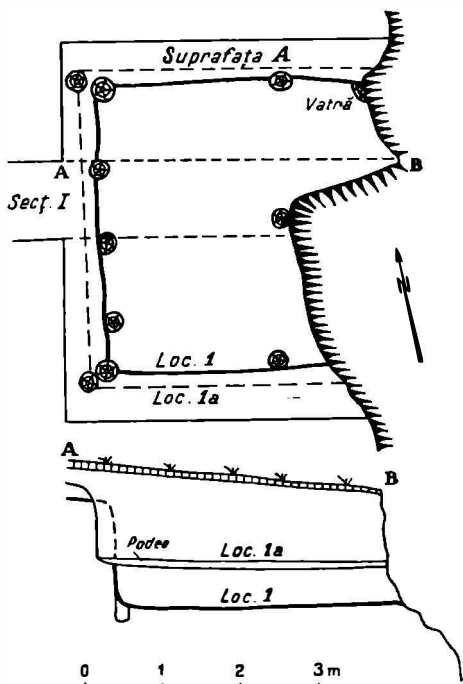 Suprafața A
Vatră
A
B
Secț. I
N
Loc. 1
Loc. 1a
A
B
Podea
Loc. 1a
Loc. 1
0 1 2 3 m